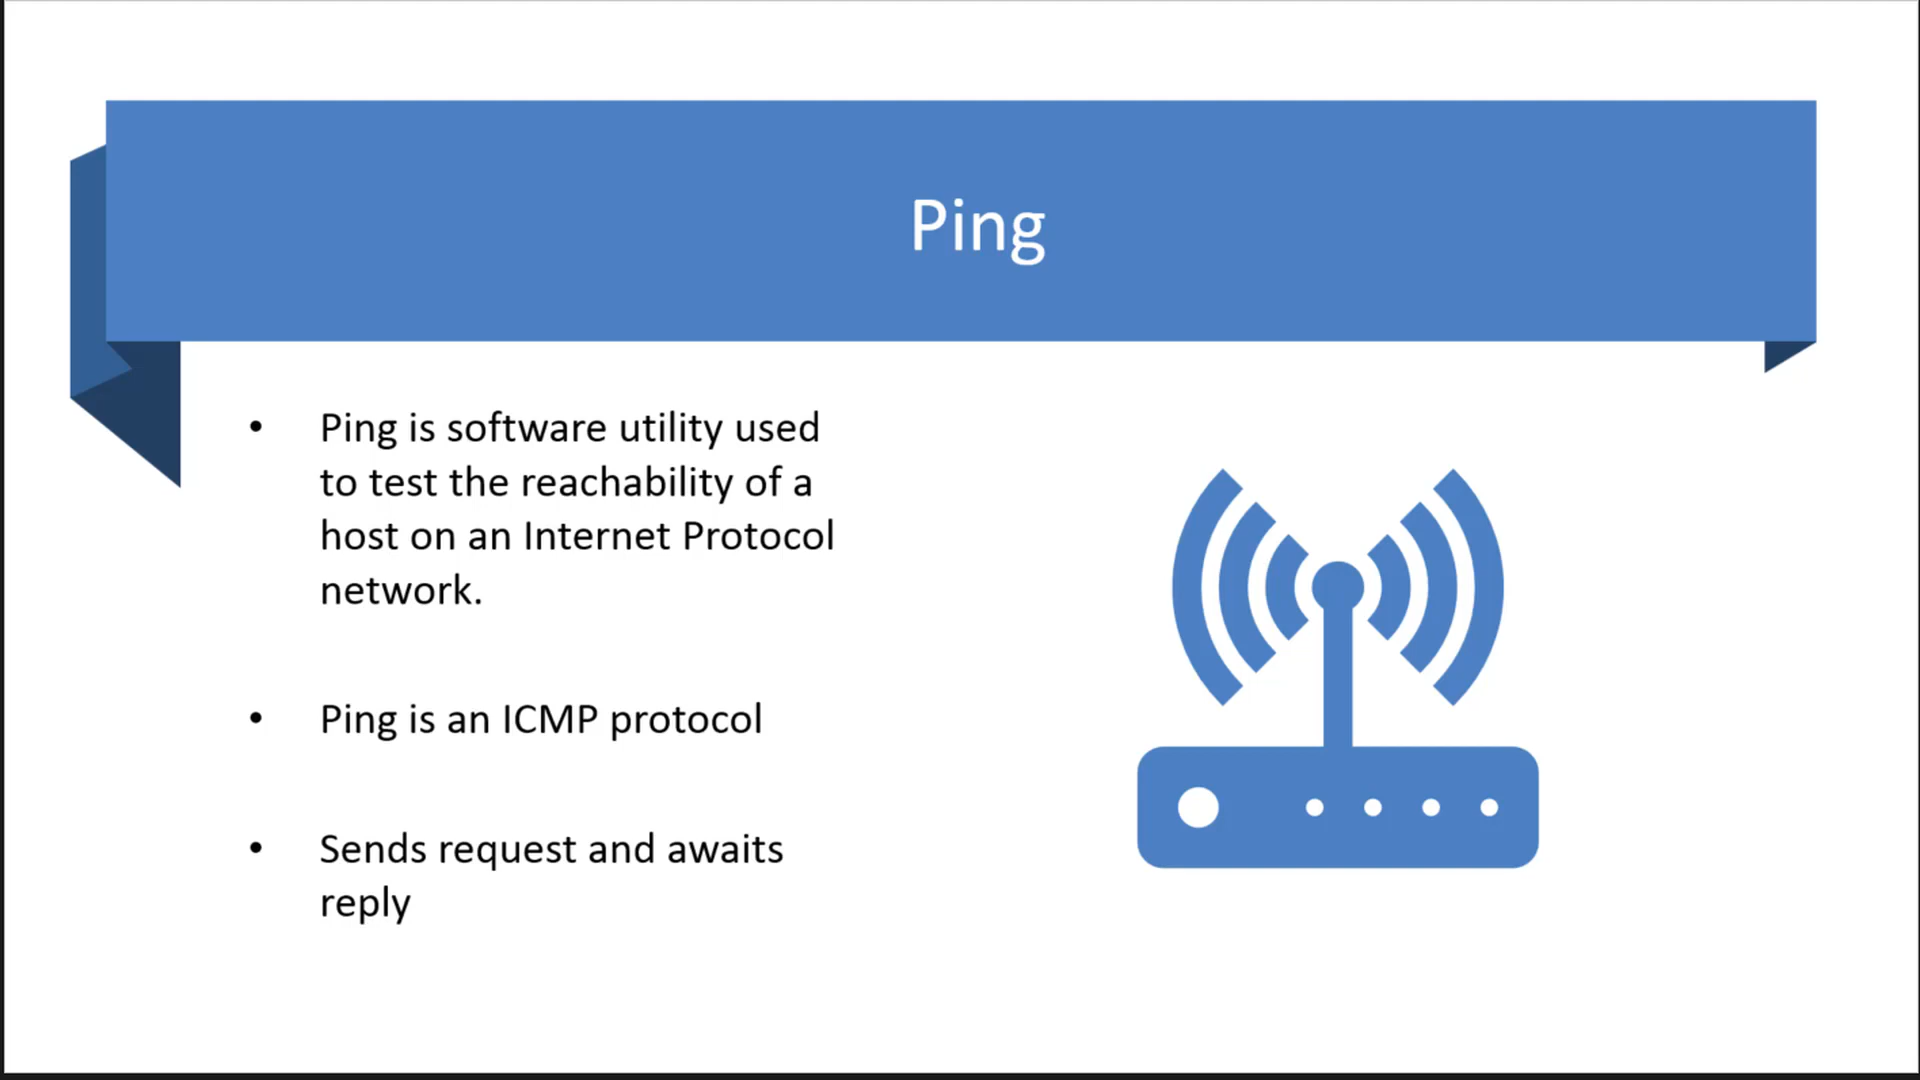 Ping
• Ping is software utility used
to test the reachability of a
host on an Internet Protocol
network.
• Ping is an ICMP protocol
• Sends request and awaits
reply